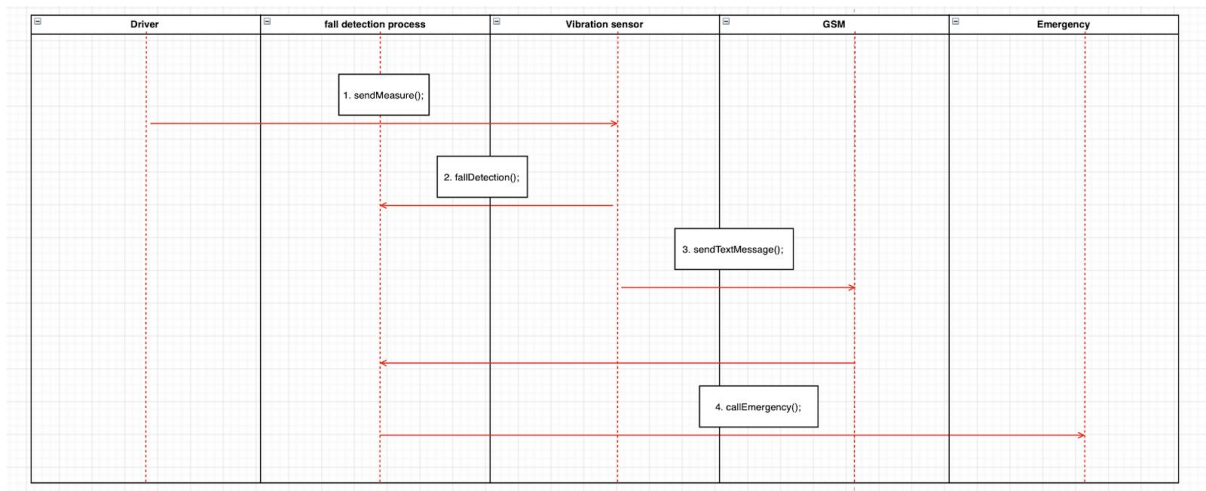 Driver
fall detection process
Vibration sensor
GSM
Emergency
1. sendMeasure();
2. fallDetection();
3. sendTextMessage();
4. callEmergency();